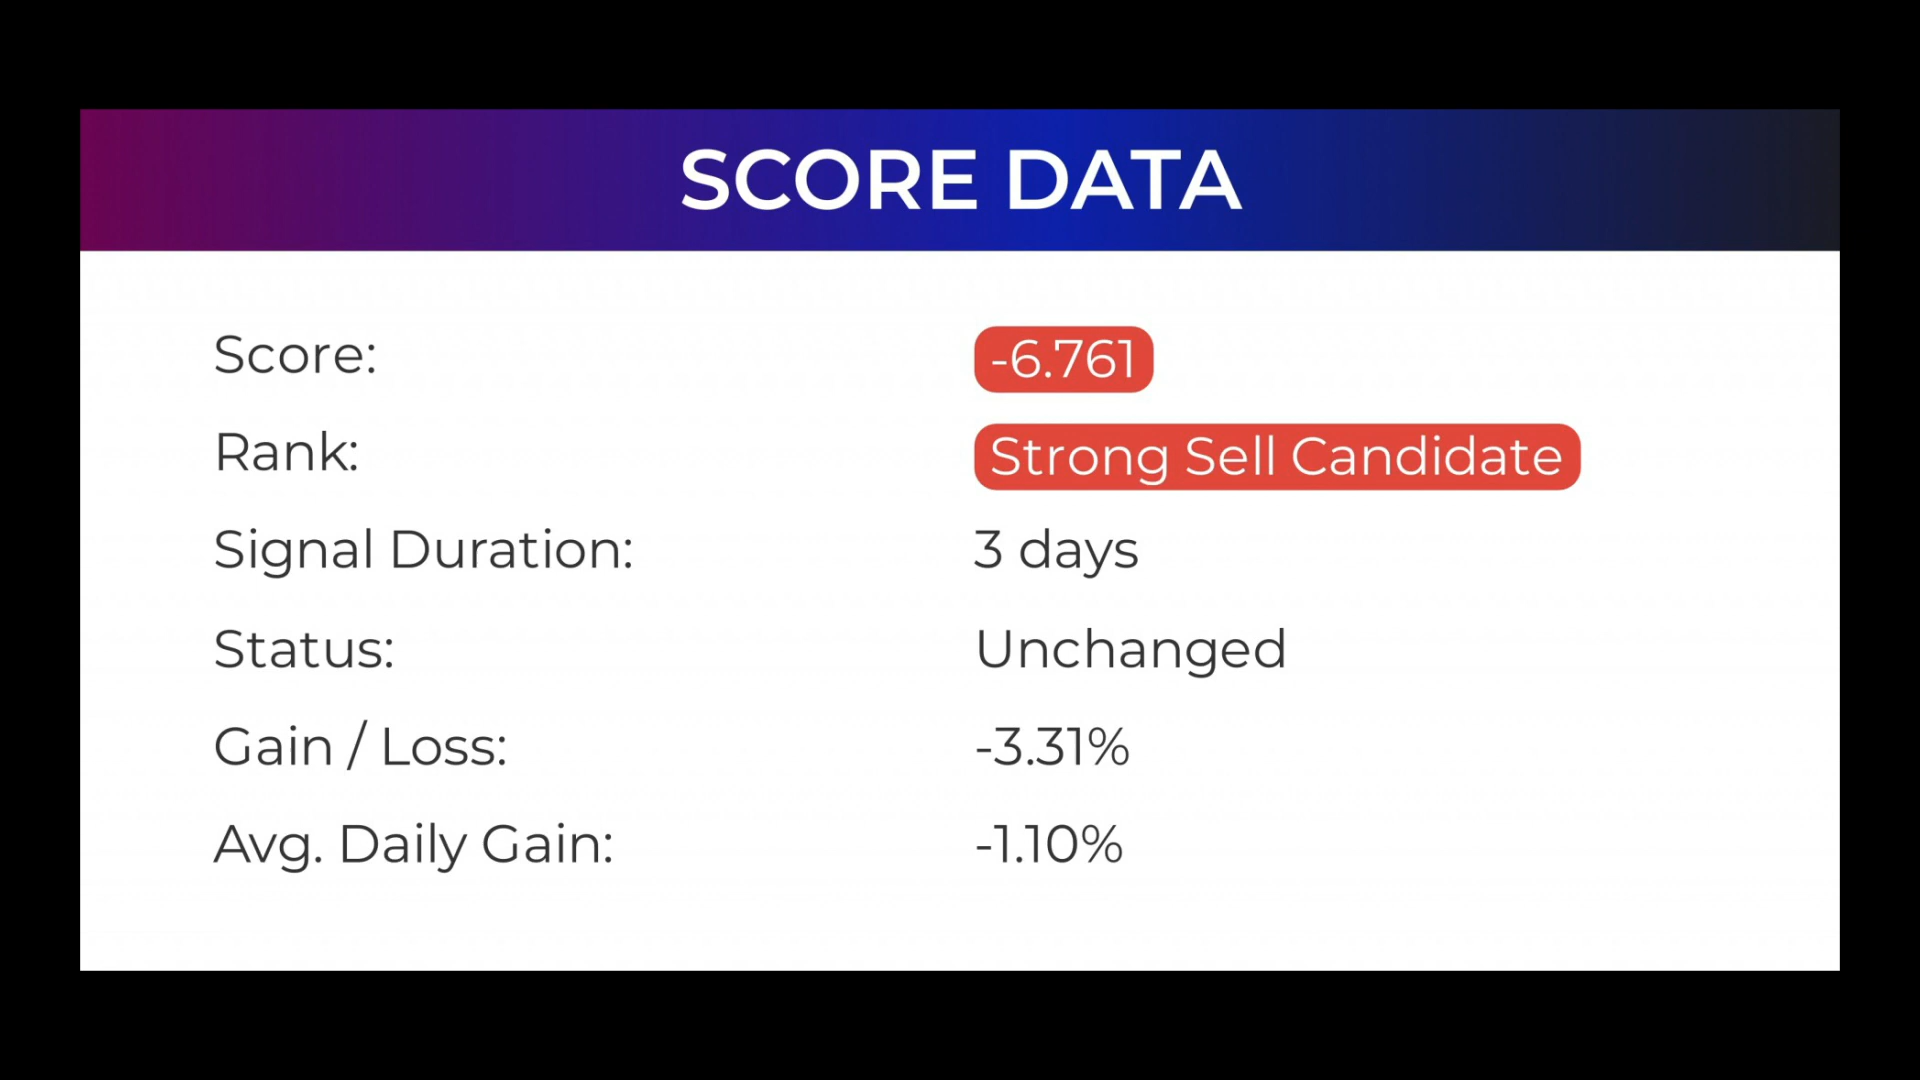 SCORE DATA
Score: -6.761
Rank: Strong Sell Candidate
Signal Duration: 3 days
Status: Unchanged
Gain / Loss: -3.31%
Avg. Daily Gain: -1.10%